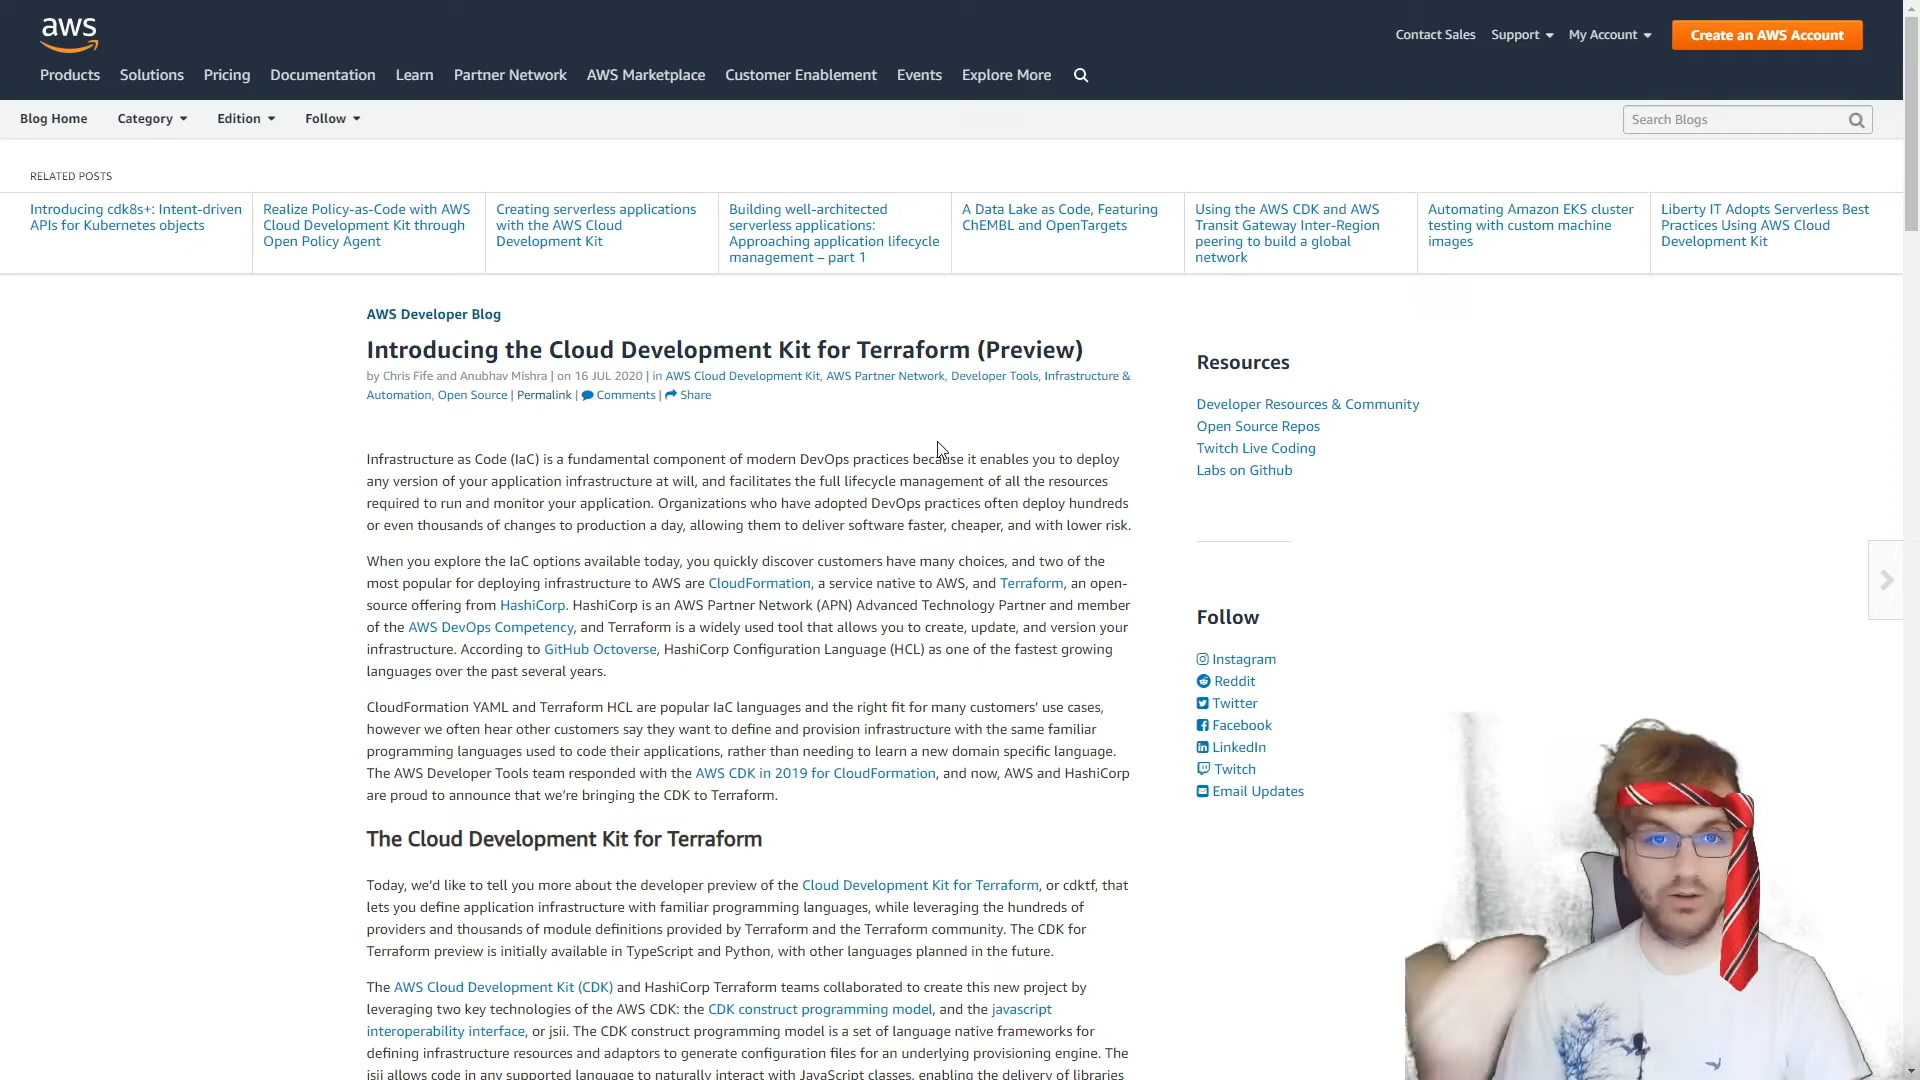 aws
Contact Sales Support My Account Create an AWS Account
Products Solutions Pricing Documentation Learn Partner Network AWS Marketplace Customer Enablement Events Explore More
Blog Home Category Edition Follow
Search Blogs
RELATED POSTS
Introducing cdk8s+: Intent-driven
APIs for Kubernetes objects
Realize Policy-as-Code with AWS
Cloud Development Kit through
Open Policy Agent
Creating serverless applications
with the AWS Cloud
Development Kit
Building well-architected
serverless applications:
Approaching application lifecycle
management – part 1
A Data Lake as Code, Featuring
ChEMBL and OpenTargets
Using the AWS CDK and AWS
Transit Gateway Inter-Region
peering to build a global
network
Automating Amazon EKS cluster
testing with custom machine
images
Liberty IT Adopts Serverless Best
Practices Using AWS Cloud
Development Kit
AWS Developer Blog
Introducing the Cloud Development Kit for Terraform (Preview)
by Chris Fife and Anubhav Mishra | on 16 JUL 2020 | in AWS Cloud Development Kit, AWS Partner Network, Developer Tools, Infrastructure &
Automation, Open Source | Permalink | Comments | Share
Infrastructure as Code (IaC) is a fundamental component of modern DevOps practices because it enables you to deploy
any version of your application infrastructure at will, and facilitates the full lifecycle management of all the resources
required to run and monitor your application. Organizations who have adopted DevOps practices often deploy hundreds
or even thousands of changes to production a day, allowing them to deliver software faster, cheaper, and with lower risk.
When you explore the IaC options available today, you quickly discover customers have many choices, and two of the
most popular for deploying infrastructure to AWS are CloudFormation, a service native to AWS, and Terraform, an open-
source offering from HashiCorp. HashiCorp is an AWS Partner Network (APN) Advanced Technology Partner and member
of the AWS DevOps Competency, and Terraform is a widely used tool that allows you to create, update, and version your
infrastructure. According to GitHub Octoverse, HashiCorp Configuration Language (HCL) as one of the fastest growing
languages over the past several years.
CloudFormation YAML and Terraform HCL are popular IaC languages and the right fit for many customers’ use cases,
however we often hear other customers say they want to define and provision infrastructure with the same familiar
programming languages used to code their applications, rather than needing to learn a new domain specific language.
The AWS Developer Tools team responded with the AWS CDK in 2019 for CloudFormation, and now, AWS and HashiCorp
are proud to announce that we’re bringing the CDK to Terraform.
The Cloud Development Kit for Terraform
Today, we’d like to tell you more about the developer preview of the Cloud Development Kit for Terraform, or cdktf, that
lets you define application infrastructure with familiar programming languages, while leveraging the hundreds of
providers and thousands of module definitions provided by Terraform and the Terraform community. The CDK for
Terraform preview is initially available in TypeScript and Python, with other languages planned in the future.
The AWS Cloud Development Kit (CDK) and HashiCorp Terraform teams collaborated to create this new project by
leveraging two key technologies of the AWS CDK: the CDK construct programming model, and the javascript
interoperability interface, or jsii. The CDK construct programming model is a set of language native frameworks for
defining infrastructure resources and adaptors to generate configuration files for an underlying provisioning engine. The
jsii allows code in any supported language to naturally interact with JavaScript classes, enabling the delivery of libraries
Resources
Developer Resources & Community
Open Source Repos
Twitch Live Coding
Labs on Github
Follow
Instagram
Reddit
Twitter
Facebook
LinkedIn
Twitch
Email Updates